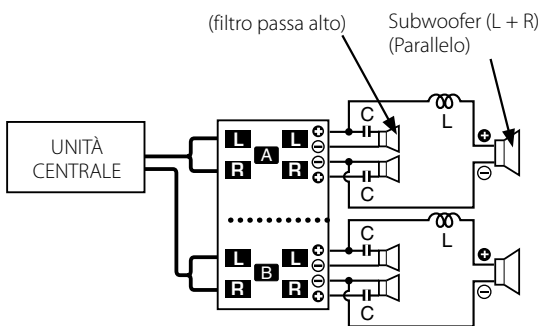 (filtro passa alto)
Subwoofer (L + R)
(Parallelo)
UNITÀ
CENTRALE
L L
A
R R
C
C
L
L L
B
R R
C
C
L